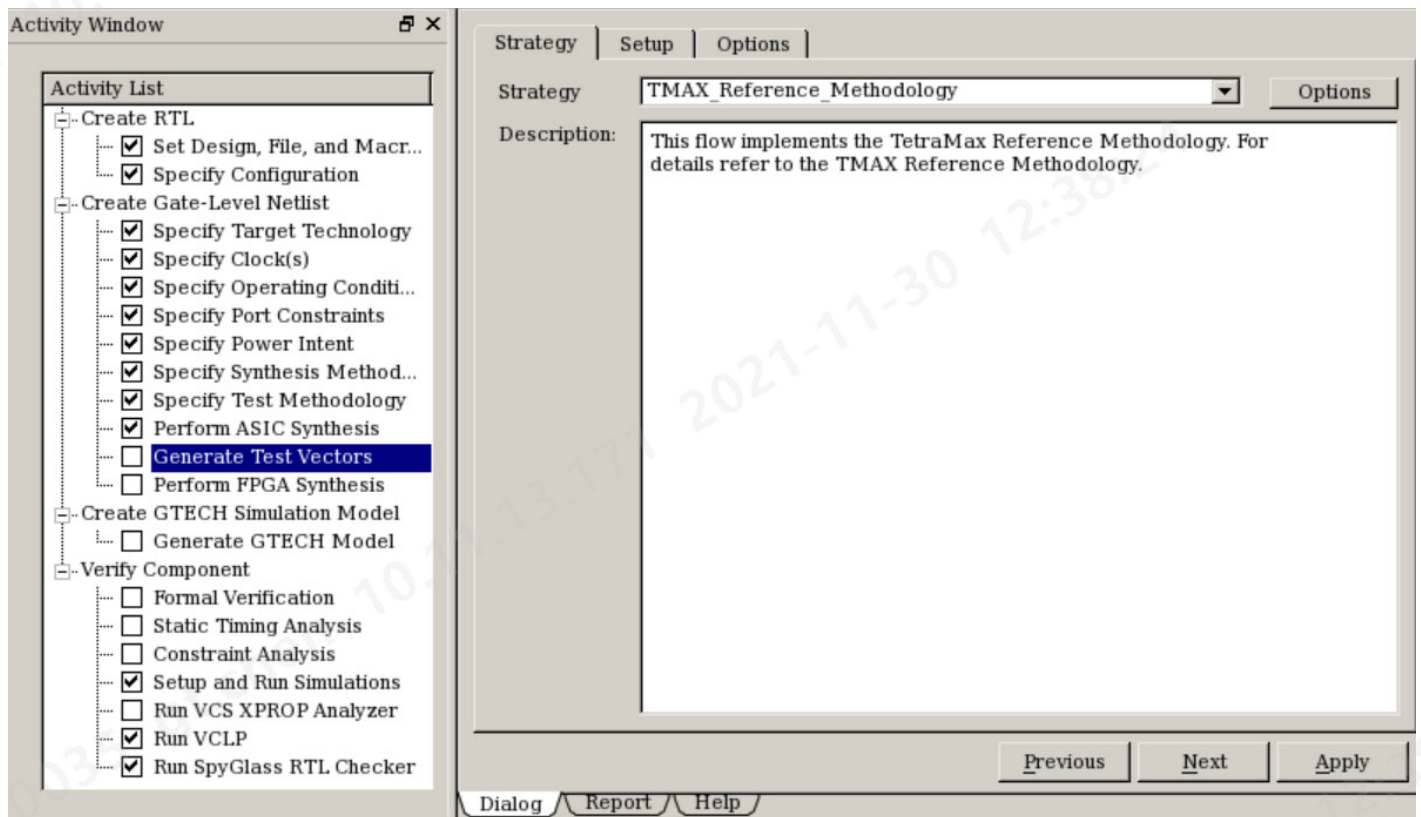 Activity Window
Activity List
Create RTL
Set Design, File, and Macr...
Specify Configuration
Create Gate-Level Netlist
Specify Target Technology
Specify Clock(s)
Specify Operating Conditi...
Specify Port Constraints
Specify Power Intent
Specify Synthesis Method...
Specify Test Methodology
Perform ASIC Synthesis
Generate Test Vectors
Perform FPGA Synthesis
Create GTECH Simulation Model
Generate GTECH Model
Verify Component
Formal Verification
Static Timing Analysis
Constraint Analysis
Setup and Run Simulations
Run VCS XPROP Analyzer
Run VCLP
Run SpyGlass RTL Checker
Strategy Setup Options
Strategy TMAX_Reference_Methodology Options
Description: This flow implements the TetraMax Reference Methodology. For
details refer to the TMAX Reference Methodology.
Previous Next Apply
Dialog Report Help
2021-11-30